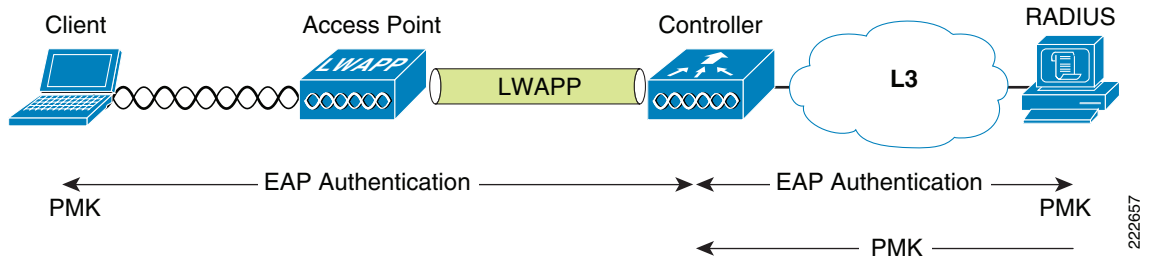 Client
Access Point
Controller
RADIUS
LWAPP
LWAPP
L3
EAP Authentication
EAP Authentication
PMK
PMK
PMK
222657